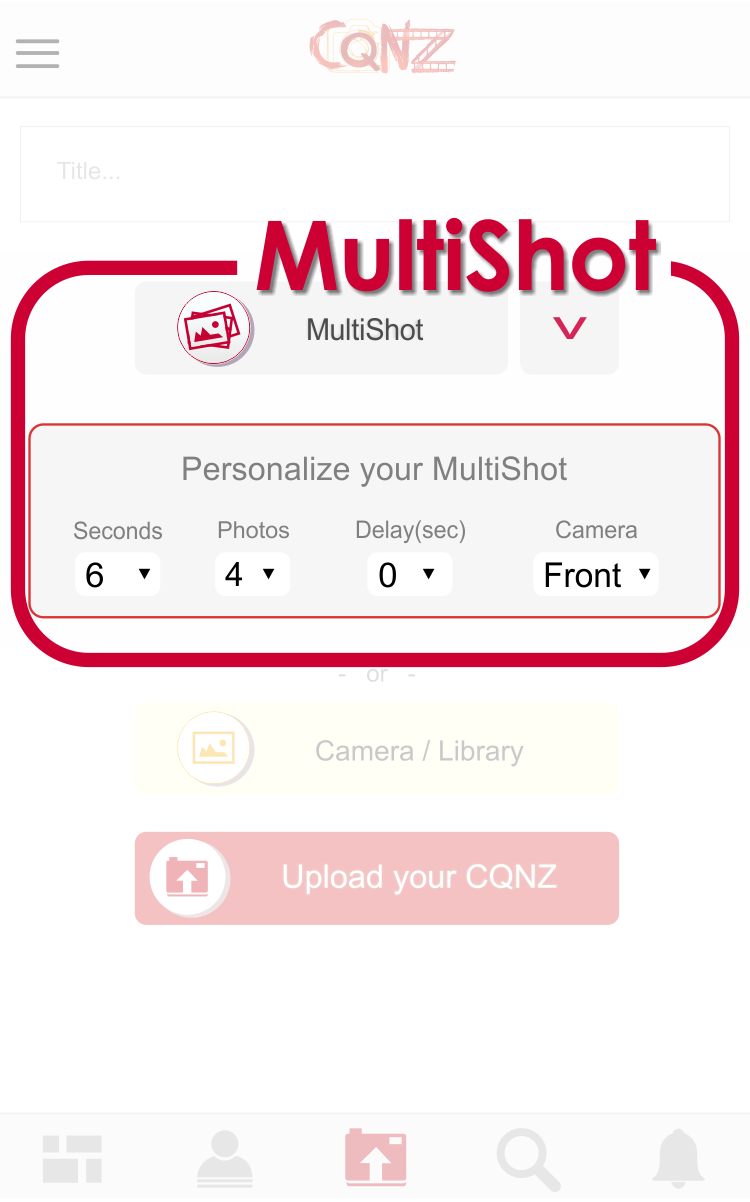 CQNZ
Title...
MultiShot
MultiShot V
Personalize your MultiShot
Seconds Photos Delay(sec) Camera
6 4 0 Front
- or -
Camera / Library
Upload your CQNZ